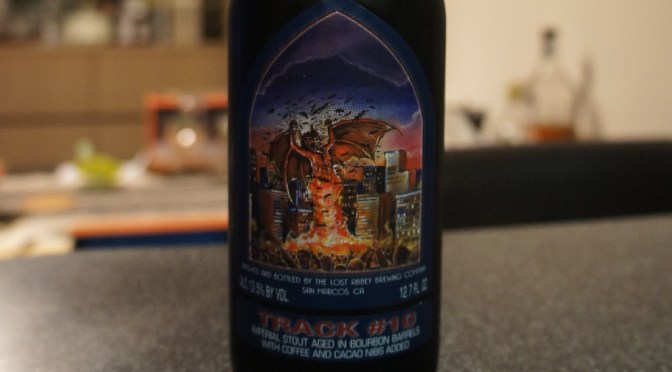 BREWED AND BOTTLED BY THE LOST ABBEY BREWING COMPANY
SAN MARCOS, CA
ALC 13.5% BY VOL
12.7 FL OZ
TRACK #10
IMPERIAL STOUT AGED IN BOURBON BARRELS
WITH COFFEE AND CACAO NIBS ADDED